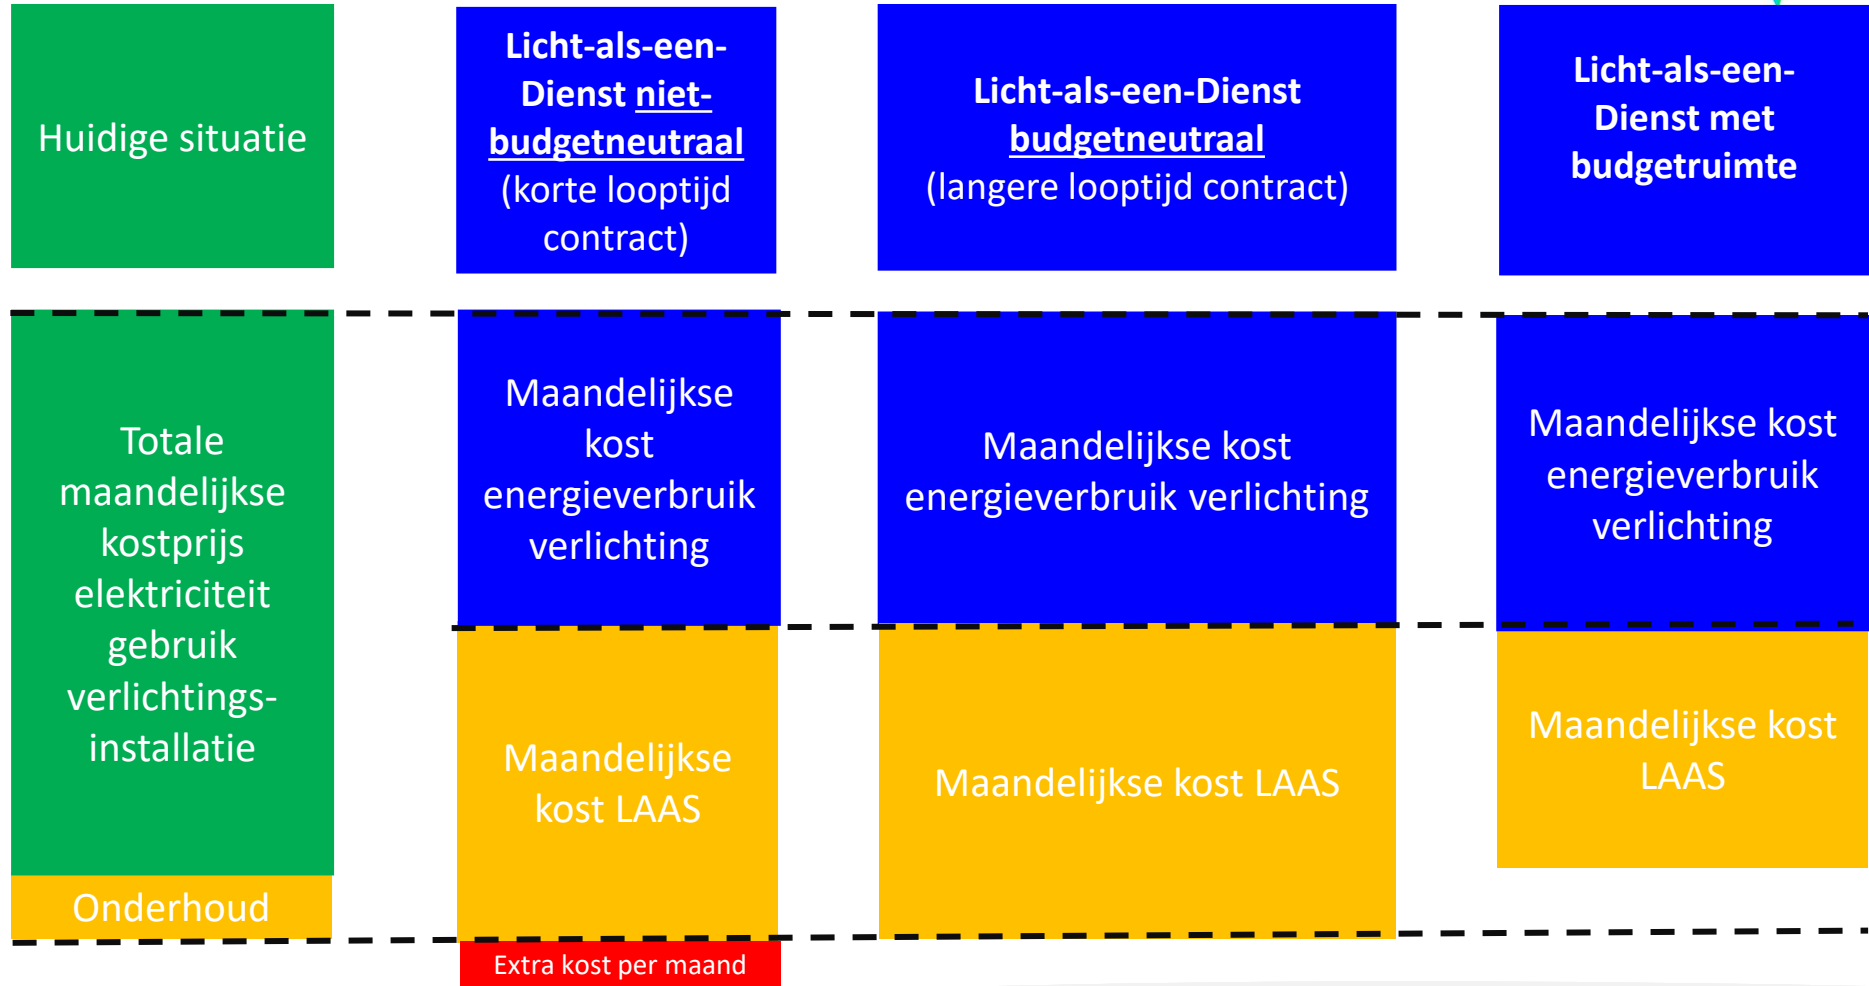 Huidige situatie
Licht-als-een-
Dienst niet-
budgetneutraal
(korte looptijd
contract)
Licht-als-een-Dienst
budgetneutraal
(langere looptijd contract)
Licht-als-een-
Dienst met
budgetruimte
Totale
maandelijkse
kostprijs
elektriciteit
gebruik
verlichtings-
installatie
Onderhoud
Maandelijkse
kost
energieverbruik
verlichting
Maandelijkse
kost LAAS
Extra kost per maand
Maandelijkse kost
energieverbruik verlichting
Maandelijkse kost LAAS
Maandelijkse kost
energieverbruik
verlichting
Maandelijkse kost
LAAS